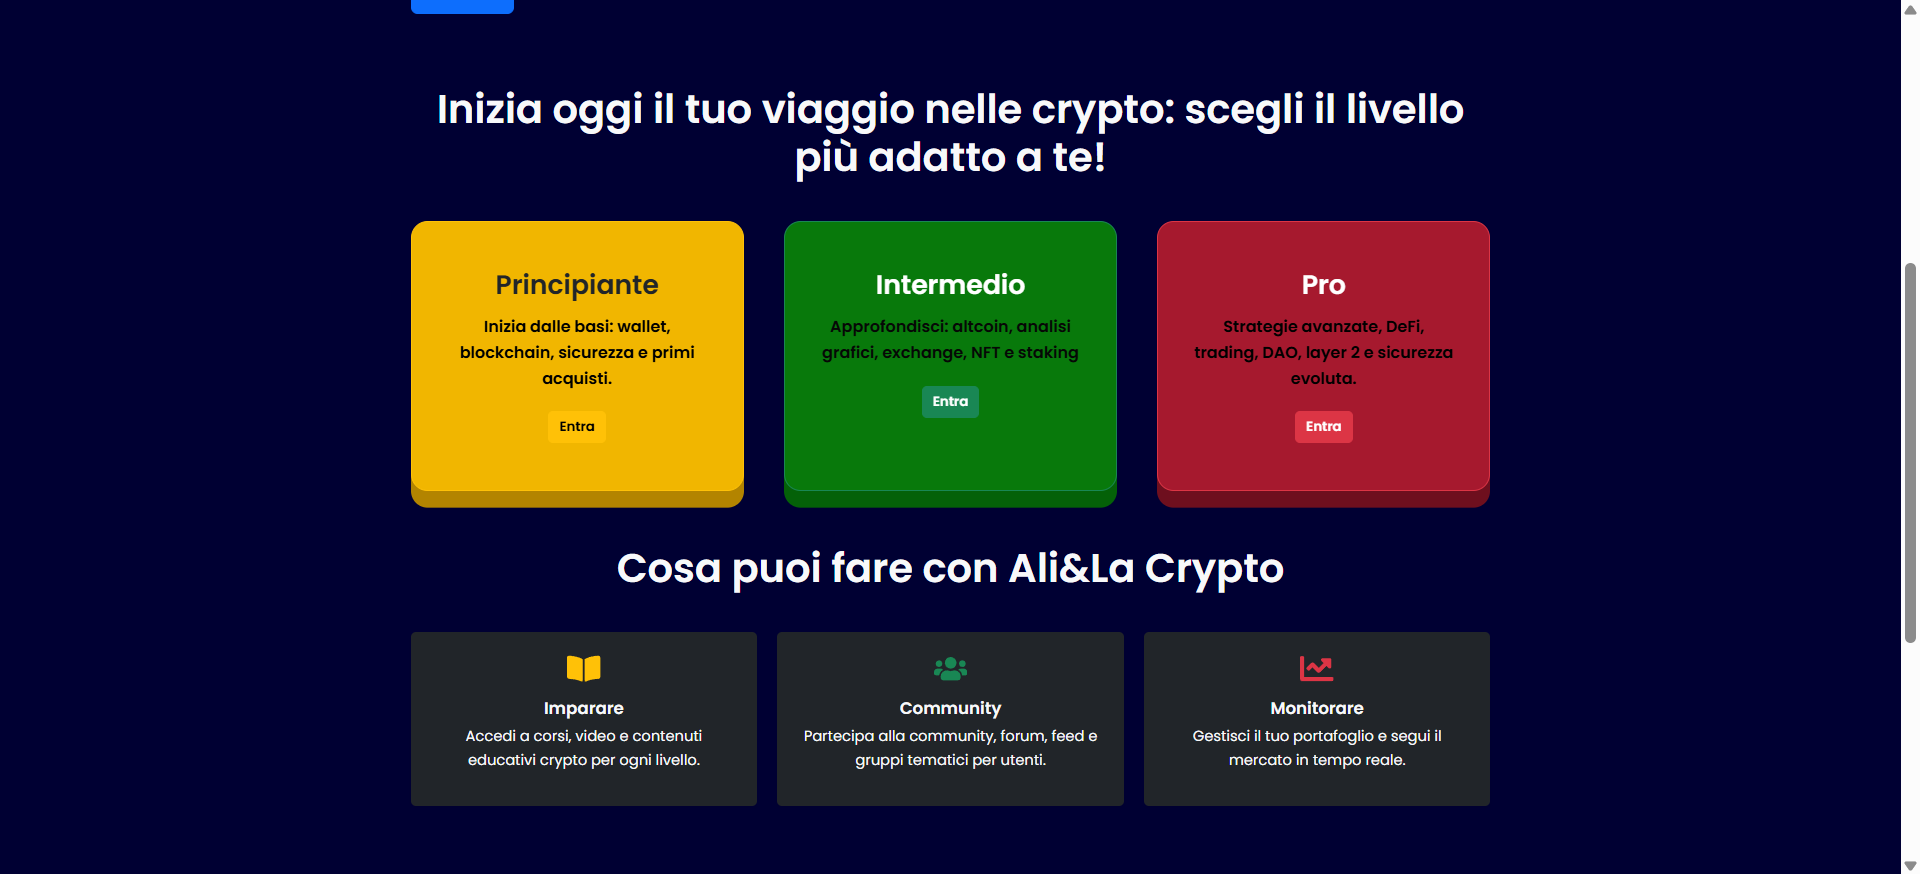 Inizia oggi il tuo viaggio nelle crypto: scegli il livello
più adatto a te!
Principiante
Inizia dalle basi: wallet,
blockchain, sicurezza e primi
acquisti.
Entra
Intermedio
Approfondisci: altcoin, analisi
grafici, exchange, NFT e staking
Entra
Pro
Strategie avanzate, DeFi,
trading, DAO, layer 2 e sicurezza
evoluta.
Entra
Cosa puoi fare con Ali&La Crypto
Imparare
Accedi a corsi, video e contenuti
educativi crypto per ogni livello.
Community
Partecipa alla community, forum, feed e
gruppi tematici per utenti.
Monitorare
Gestisci il tuo portafoglio e segui il
mercato in tempo reale.